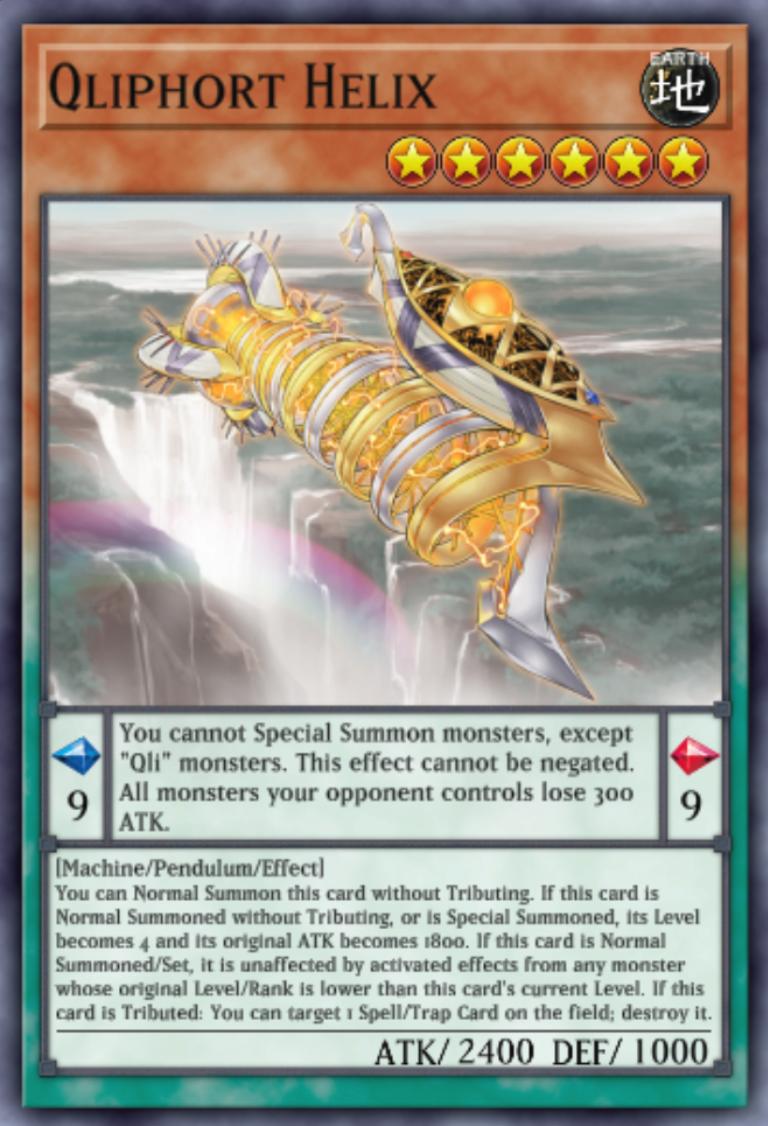 Qliphort Helix
EARTH
地
You cannot Special Summon monsters, except
"Qli" monsters. This effect cannot be negated.
All monsters your opponent controls lose 300
ATK.
9
9
[Machine/Pendulum/Effect]
You can Normal Summon this card without Tributing. If this card is
Normal Summoned without Tributing, or is Special Summoned, its Level
becomes 4 and its original ATK becomes 1800. If this card is Normal
Summoned/Set, it is unaffected by activated effects from any monster
whose original Level/Rank is lower than this card's current Level. If this
card is Tributed: You can target 1 Spell/Trap Card on the field; destroy it.
ATK/ 2400 DEF/ 1000